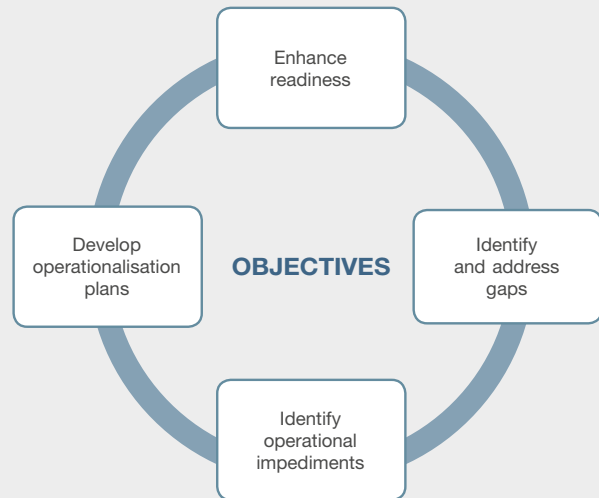 Enhance
readiness
Develop
operationalisation
plans
OBJECTIVES
Identify
and address
gaps
Identify
operational
impediments